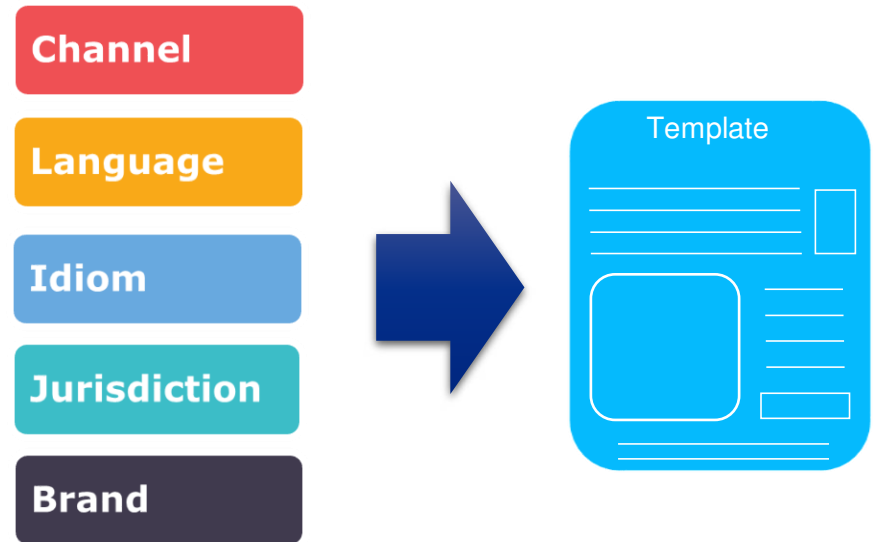 Channel
Language
Idiom
Jurisdiction
Brand
Template